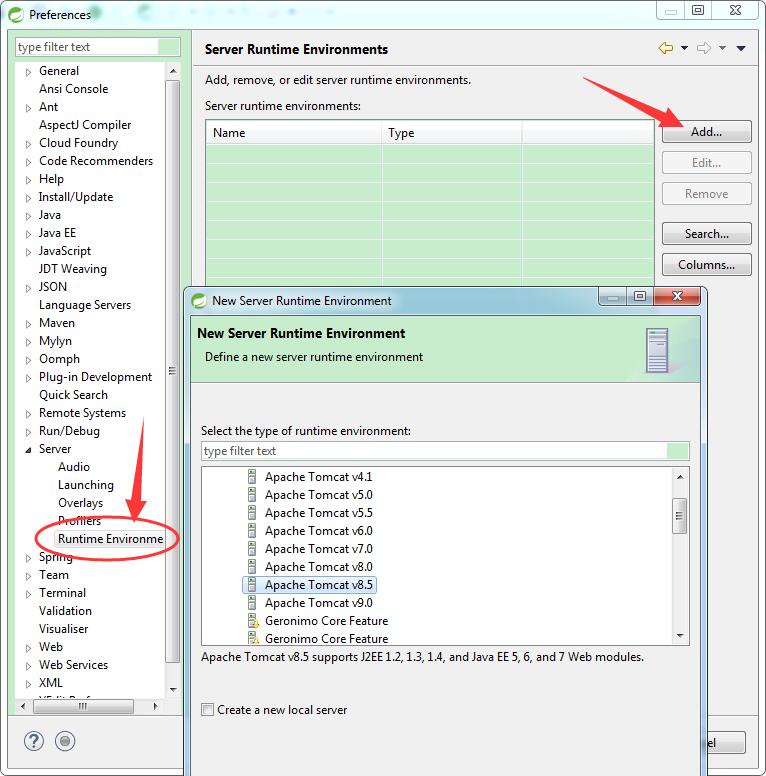 Preferences
type filter text
General
Ansi Console
Ant
AspectJ Compiler
Cloud Foundry
Code Recommenders
Help
Install/Update
Java
Java EE
JavaScript
JDT Weaving
JSON
Language Servers
Maven
Mylyn
Oomph
Plug-in Development
Quick Search
Remote Systems
Run/Debug
Server
Audio
Launching
Overlays
Profilers
Runtime Environme
Spring
Team
Terminal
Validation
Visualiser
Web
Web Services
XML
Server Runtime Environments
Add, remove, or edit server runtime environments.
Server runtime environments:
Name Type
Add...
Edit...
Remove
Search...
Columns...
New Server Runtime Environment
New Server Runtime Environment
Define a new server runtime environment
Select the type of runtime environment:
type filter text
Apache Tomcat v4.1
Apache Tomcat v5.0
Apache Tomcat v5.5
Apache Tomcat v6.0
Apache Tomcat v7.0
Apache Tomcat v8.0
Apache Tomcat v8.5
Apache Tomcat v9.0
Geronimo Core Feature
Geronimo Core Feature
Apache Tomcat v8.5 supports J2EE 1.2, 1.3, 1.4, and Java EE 5, 6, and 7 Web modules.
Create a new local server
el